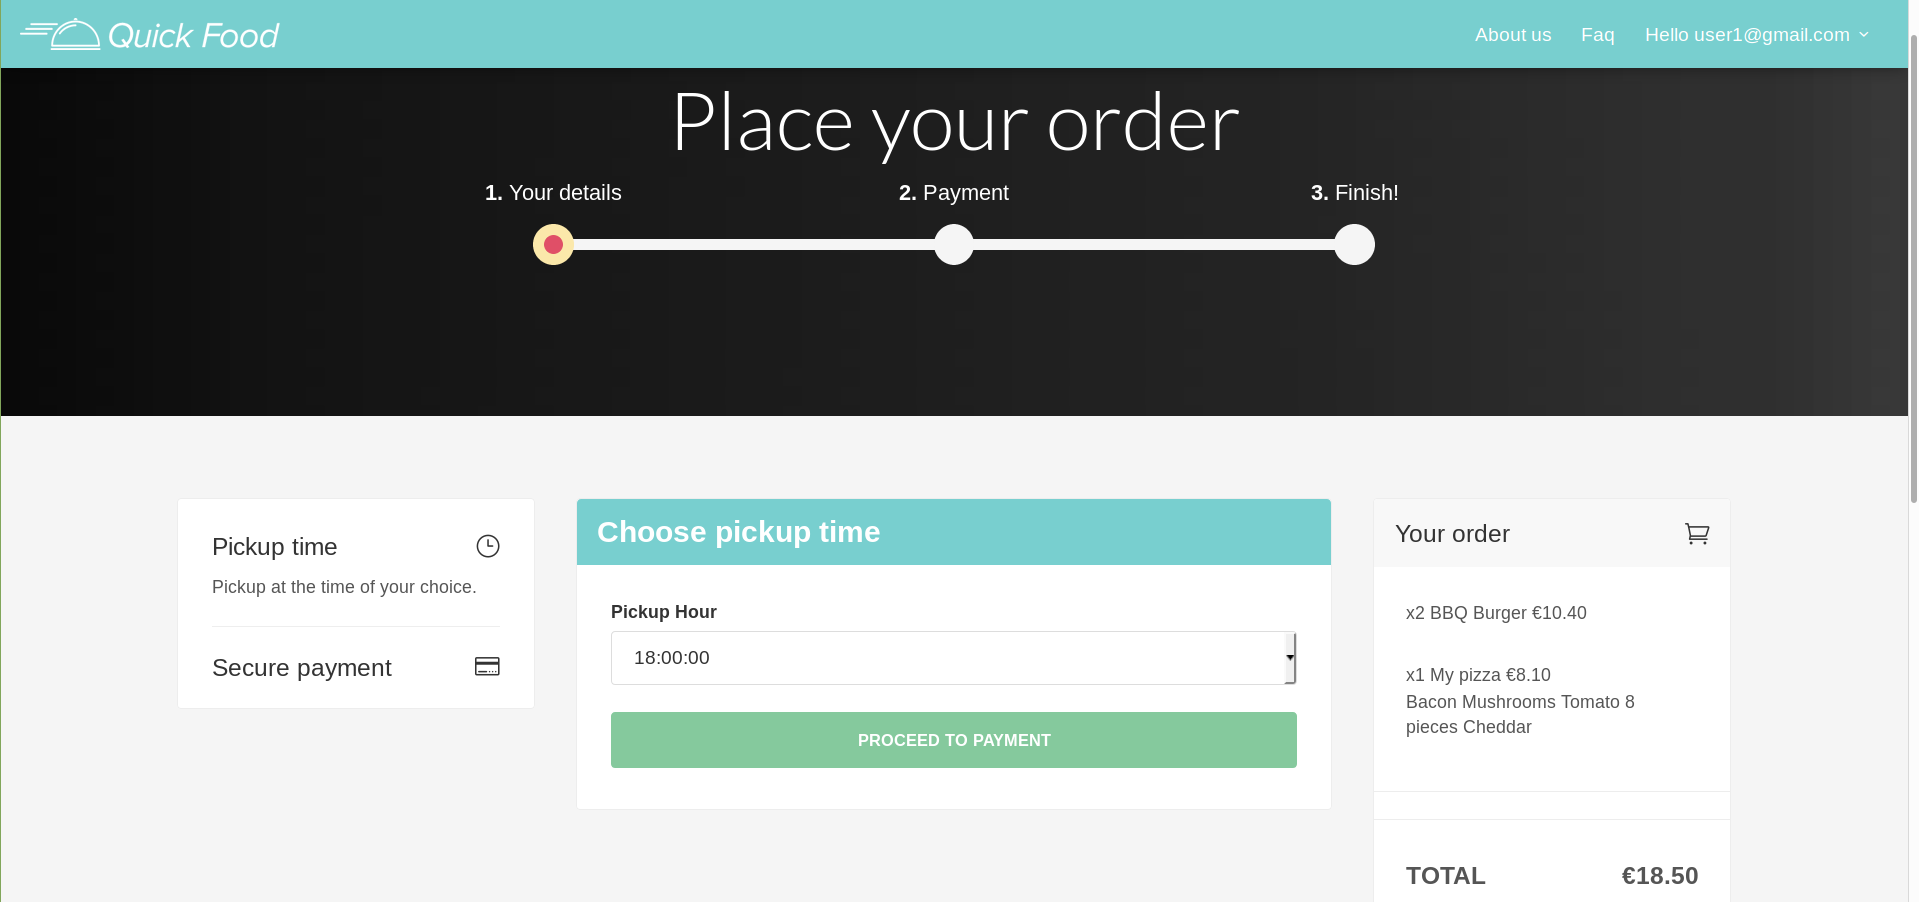 Quick Food
About us
Faq
Hello user1@gmail.com
Place your order
1. Your details
2. Payment
3. Finish!
Pickup time
Pickup at the time of your choice.
Secure payment
Choose pickup time
Pickup Hour
18:00:00
PROCEED TO PAYMENT
Your order
x2 BBQ Burger €10.40
x1 My pizza €8.10
Bacon Mushrooms Tomato 8
pieces Cheddar
TOTAL €18.50